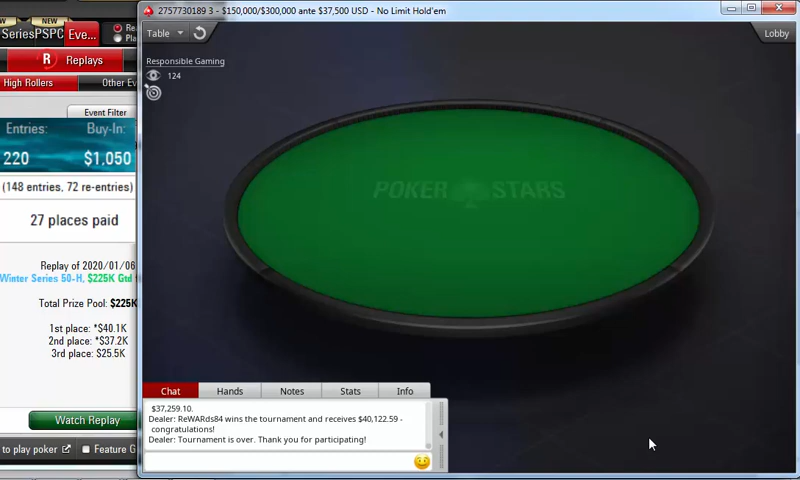 2757730189 3 - $150,000/$300,000 ante $37,500 USD - No Limit Hold'em
Table
Lobby
NEW
Series PSPC Eve...
Replays
High Rollers
Event Filter
Entries: Buy-In:
220 $1,050
(148 entries, 72 re-entries)
27 places paid
Replay of 2020/01/06
Winter Series 50-H, $225K Gtd
Total Prize Pool: $225K
1st place: *$40.1K
2nd place: *$37.2K
3rd place: $25.5K
Watch Replay
to play poker
Responsible Gaming
124
POKER STARS
Chat Hands Notes Stats Info
$37,259.10.
Dealer: ReWARds84 wins the tournament and receives $40,122.59 -
congratulations!
Dealer: Tournament is over. Thank you for participating!